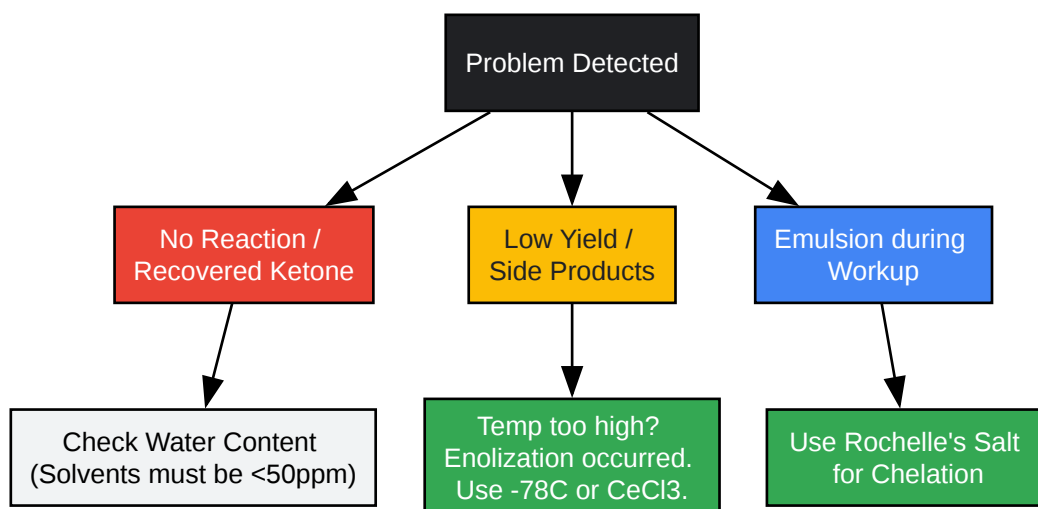 Problem Detected
No Reaction /
Recovered Ketone
Low Yield /
Side Products
Emulsion during
Workup
Check Water Content
(Solvents must be <50ppm)
Temp too high?
Enolization occurred.
Use -78C or CeCl3.
Use Rochelle's Salt
for Chelation